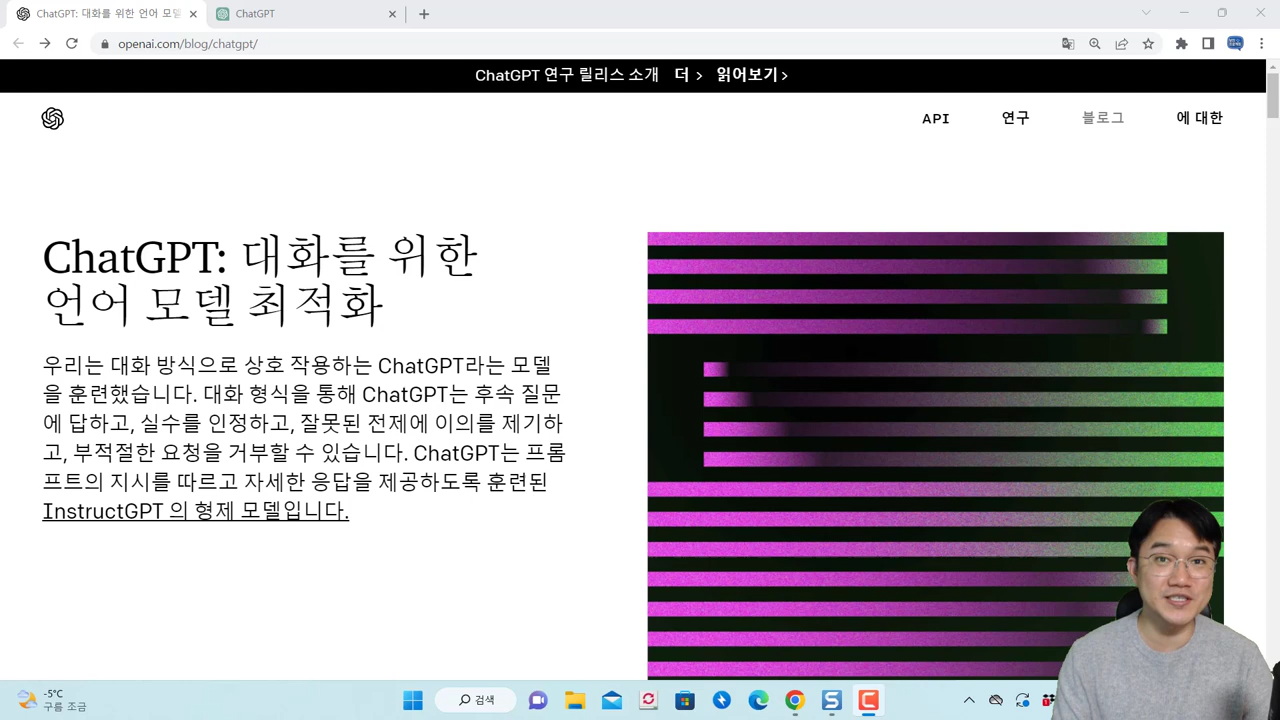 ChatGPT: 대화를 위한 언어 모델
ChatGPT
openai.com/blog/chatgpt/
ChatGPT 연구 릴리스 소개 더 > 읽어보기 >
API 연구 블로그 에 대한
ChatGPT: 대화를 위한
언어 모델 최적화
우리는 대화 방식으로 상호 작용하는 ChatGPT라는 모델
을 훈련했습니다. 대화 형식을 통해 ChatGPT는 후속 질문
에 답하고, 실수를 인정하고, 잘못된 전제에 이의를 제기하
고, 부적절한 요청을 거부할 수 있습니다. ChatGPT는 프롬
프트의 지시를 따르고 자세한 응답을 제공하도록 훈련된
InstructGPT 의 형제 모델입니다.
-5°C
구름 조금
검색